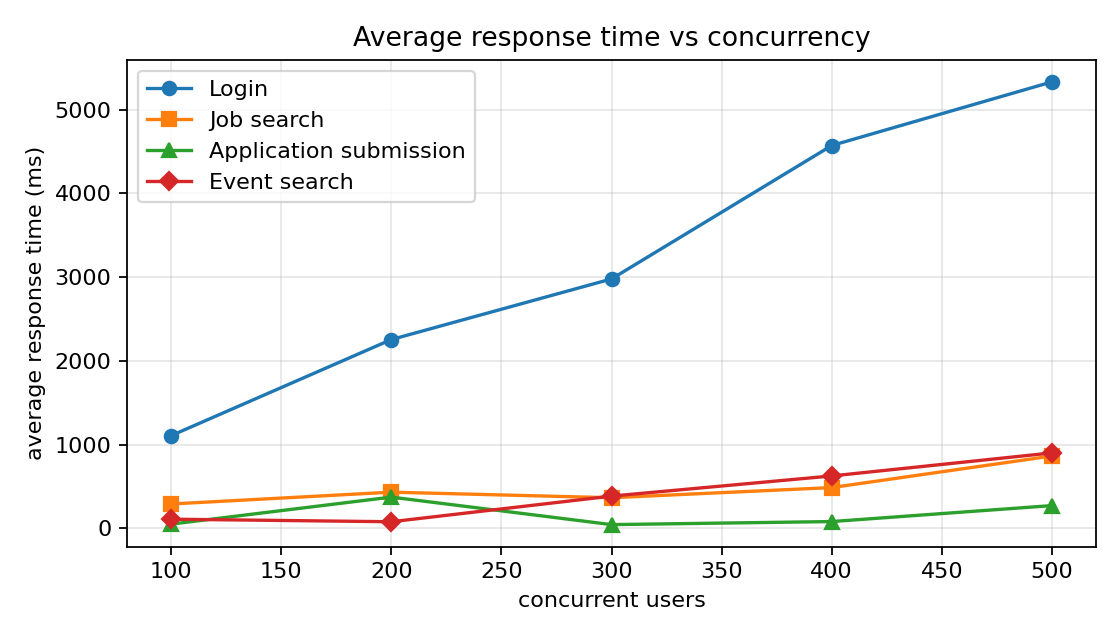 Average response time vs concurrency
Login
Job search
Application submission
Event search
average response time (ms)
5000
4000
3000
2000
1000
0
100 150 200 250 300 350 400 450 500
concurrent users